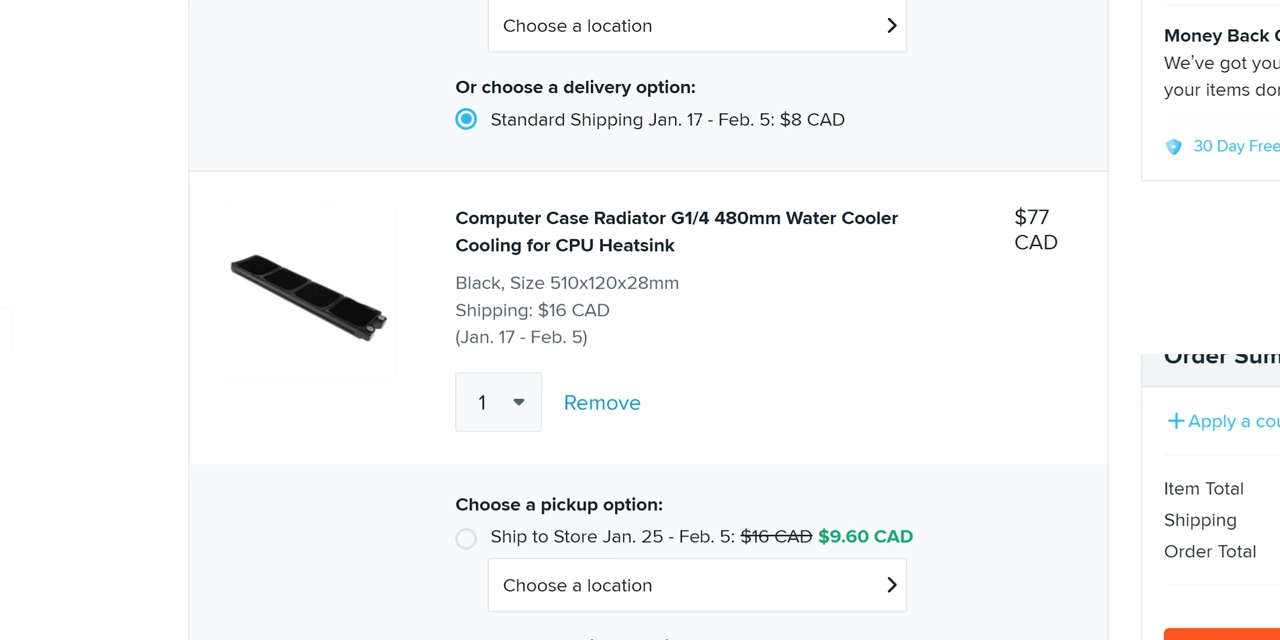 Choose a location
Or choose a delivery option:
Standard Shipping Jan. 17 - Feb. 5: $8 CAD
Computer Case Radiator G1/4 480mm Water Cooler
Cooling for CPU Heatsink
$77
CAD
Black, Size 510x120x28mm
Shipping: $16 CAD
(Jan. 17 - Feb. 5)
1
Remove
Choose a pickup option:
Ship to Store Jan. 25 - Feb. 5: $16 CAD $9.60 CAD
Choose a location
Money Back
We've got you
your items
30 Day Free
Order
Apply a
Item Total
Shipping
Order Total